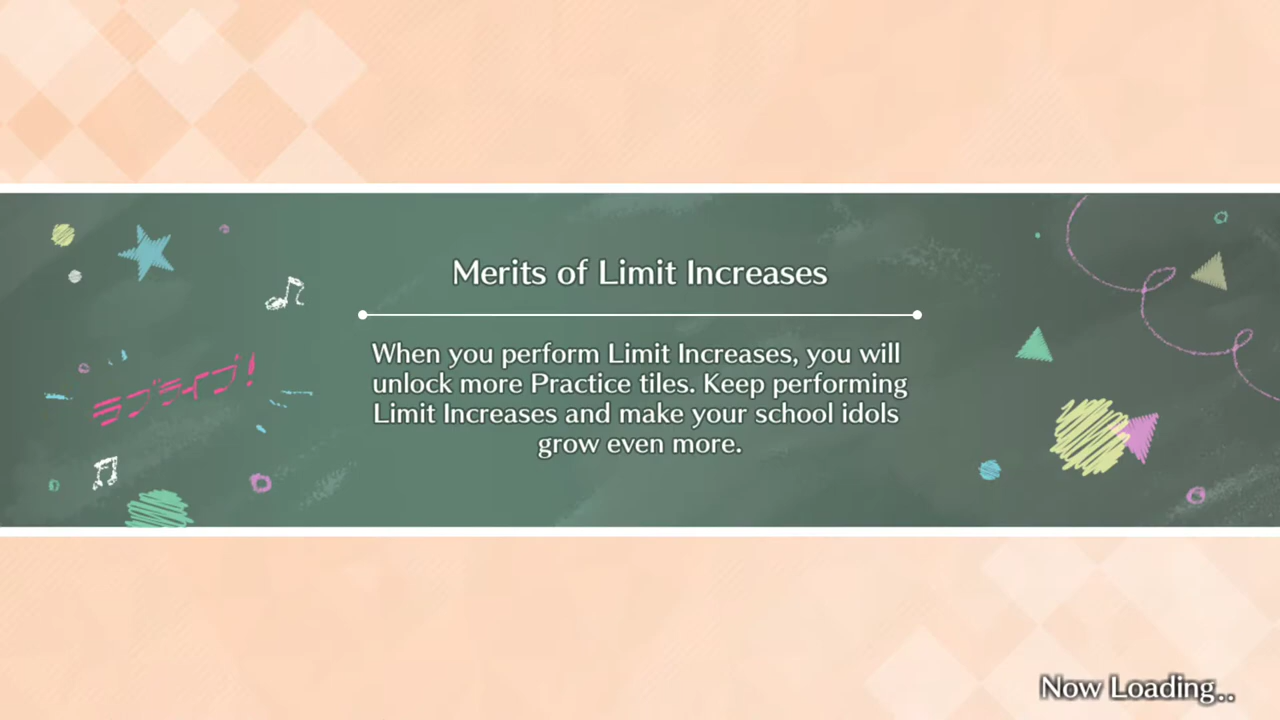 Merits of Limit Increases
When you perform Limit Increases, you will
unlock more Practice tiles. Keep performing
Limit Increases and make your school idols
grow even more.
ラブライブ!
Now Loading..